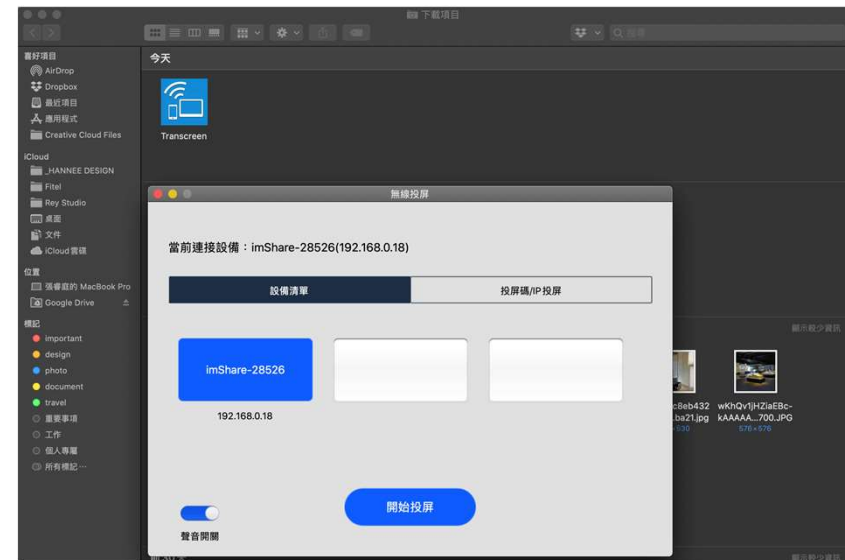 下載項目
搜尋
喜好項目
AirDrop
Dropbox
最近項目
應用程式
Creative Cloud Files
iCloud
_HANNEE DESIGN
Fitel
Rey Studio
桌面
文件
iCloud 雲碟
位置
張睿庭的 MacBook Pro
Google Drive
標記
important
design
photo
document
travel
重要事項
工作
個人專屬
所有標記…
今天
Transcreen
無線投屏
當前連接設備：imShare-28526(192.168.0.18)
設備清單
投屏碼/IP投屏
imShare-28526
192.168.0.18
聲音開關
開始投屏
顯示較少資訊
c8eb432
.ba21.jpg
×530
wKhQv1jHZiaEBc-
kAAAAA...700.JPG
576×576
前 30 天
顯示較少資訊